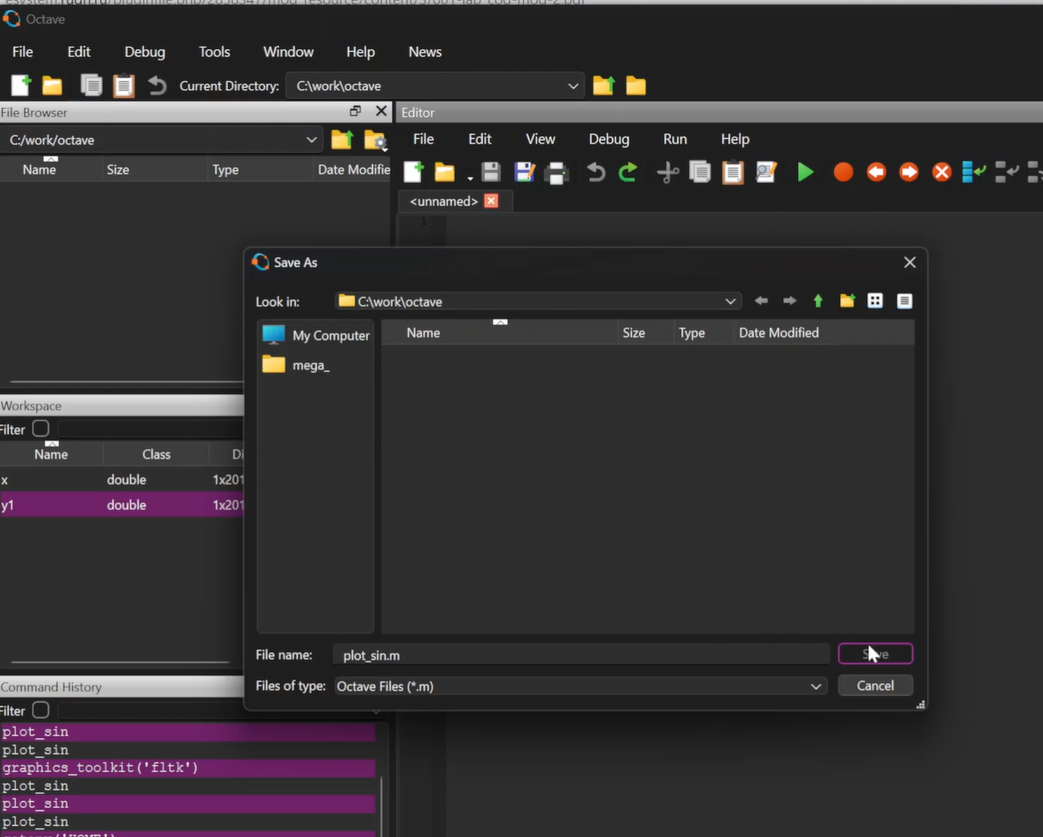 Octave
File Edit Debug Tools Window Help News
Current Directory: C:\work\octave
File Browser
C:/work/octave
Name Size Type Date Modifie
Editor
File Edit View Debug Run Help
<unnamed>
1
Save As
Look in: C:\work\octave
My Computer
mega_
Name Size Type Date Modified
File name: plot_sin.m
Save
Files of type: Octave Files (*.m)
Cancel
Workspace
Filter
Name Class Di
x double 1x201
y1 double 1x201
Command History
Filter
plot_sin
plot_sin
graphics_toolkit('fltk')
plot_sin
plot_sin
plot_sin